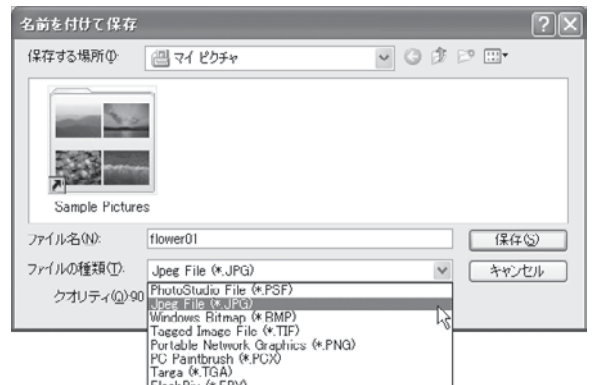 名前を付けて保存
保存する場所(I):
マイ ピクチャ
Sample Pictures
ファイル名(N):
flower01
保存(S)
ファイルの種類(T):
Jpeg File (*.JPG)
キャンセル
クオリティ(Q)90
PhotoStudio File (*.PSF)
Jpeg File (*.JPG)
Windows Bitmap (*.BMP)
Tagged Image File (*.TIF)
Portable Network Graphics (*.PNG)
PC Paintbrush (*.PCX)
Targa (*.TGA)
FlashPix (*.FPX)